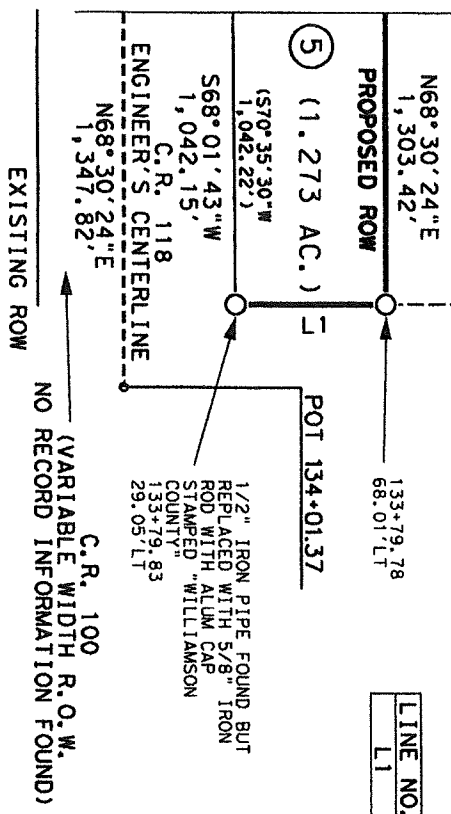 N68°30'24"E
1,303.42'
PROPOSED ROW
5 (1.273 AC.)
L1
(S70°35'30"W
1,042.22')
S68°01'43"W
1,042.15'
C.R. 118
ENGINEER'S CENTERLINE
N68°30'24"E
1,347.82'
EXISTING ROW
133+79.78
68.01'LT
POT 134+01.37
1/2" IRON PIPE FOUND BUT
REPLACED WITH 5/8" IRON
ROD WITH ALUM CAP
STAMPED "WILLIAMSON
COUNTY"
133+79.83
29.05'LT
C.R. 100
(VARIABLE WIDTH R.O.W.
NO RECORD INFORMATION FOUND)
LINE NO.
L1